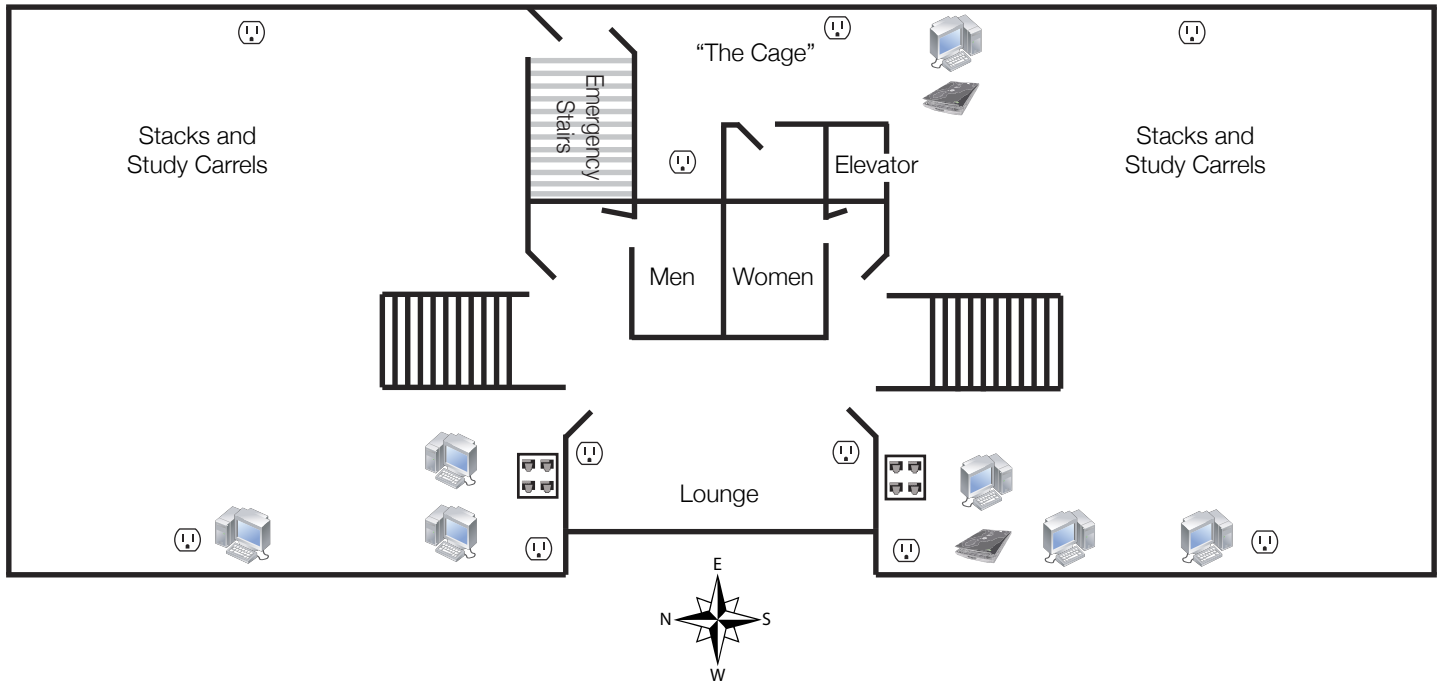 “The Cage”
Emergency
Stairs
Stacks and
Study Carrels
Stacks and
Study Carrels
Elevator
Men
Women
Lounge
E
N
S
W